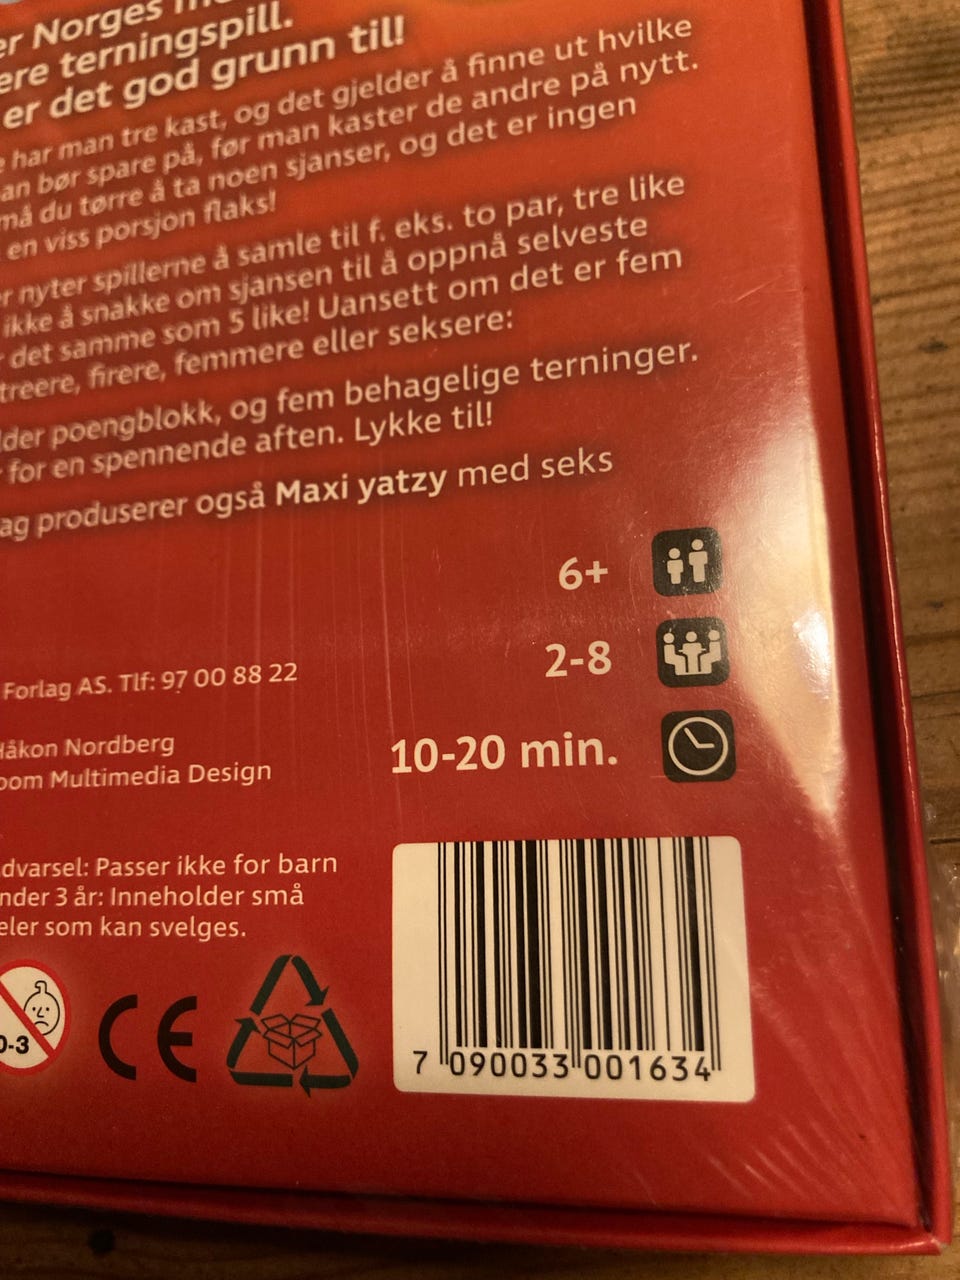 er Norges
ere terningspill.
er det god grunn til!
har man tre kast, og det gjelder å finne ut hvilke
an bør spare på, før man kaster de andre på nytt.
må du tørre å ta noen sjanser, og det er ingen
en viss porsjon flaks!
r nyter spillerne å samle til f. eks. to par, tre like
ikke å snakke om sjansen til å oppnå selveste
det samme som 5 like! Uansett om det er fem
treere, firere, femmere eller seksere:
lder poengblokk, og fem behagelige terninger.
for en spennende aften. Lykke til!
ag produserer også Maxi yatzy med seks
6+
2-8
10-20 min.
Forlag AS. Tlf: 97 00 88 22
Håkon Nordberg
oom Multimedia Design
dvarsel: Passer ikke for barn
nder 3 år: Inneholder små
eler som kan svelges.
0-3
CE
7 090033 001634